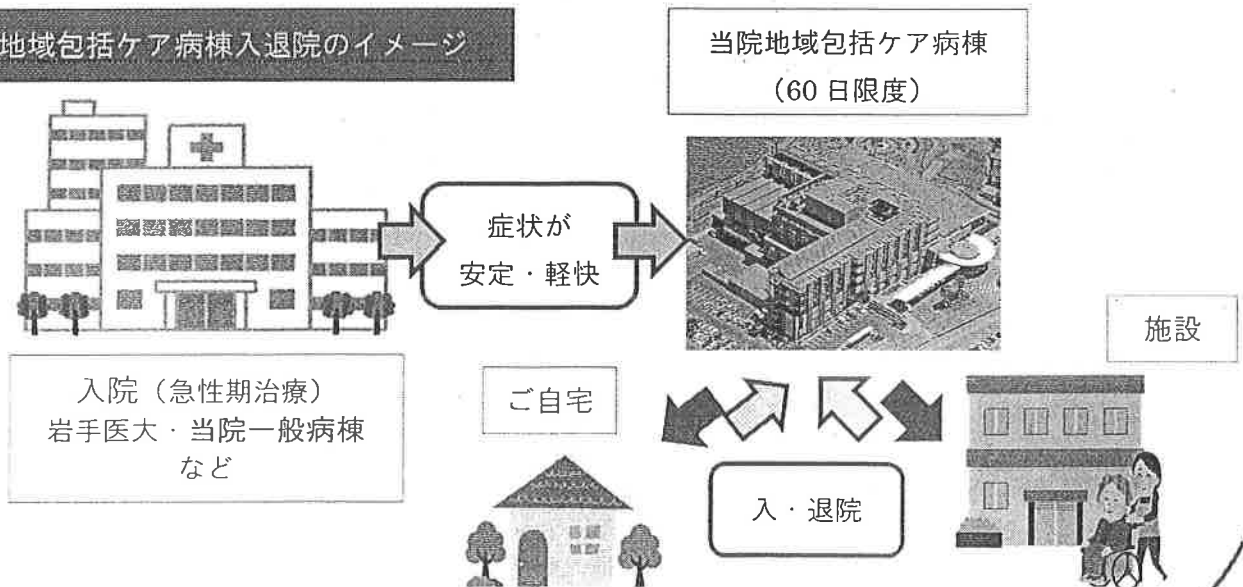 地域包括ケア病棟入退院のイメージ
当院地域包括ケア病棟
（60日限度）
症状が
安定・軽快
入院（急性期治療）
岩手医大・当院一般病棟
など
ご自宅
施設
入・退院